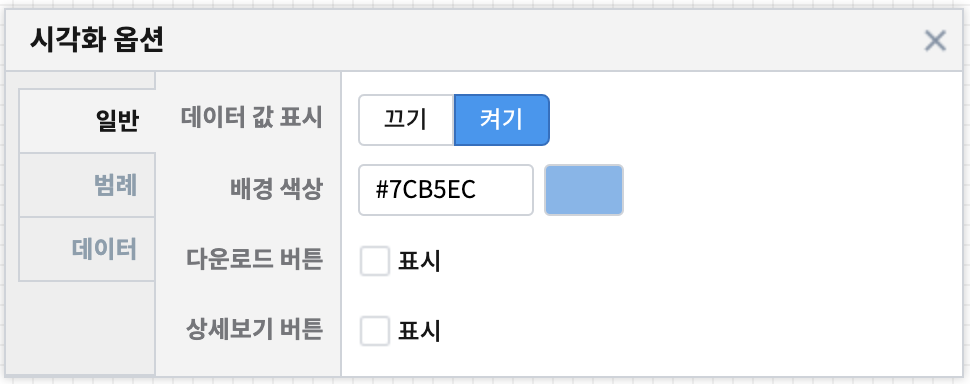 시각화 옵션
일반
범례
데이터
데이터 값 표시
끄기 켜기
배경 색상
#7CB5EC
다운로드 버튼
표시
상세보기 버튼
표시